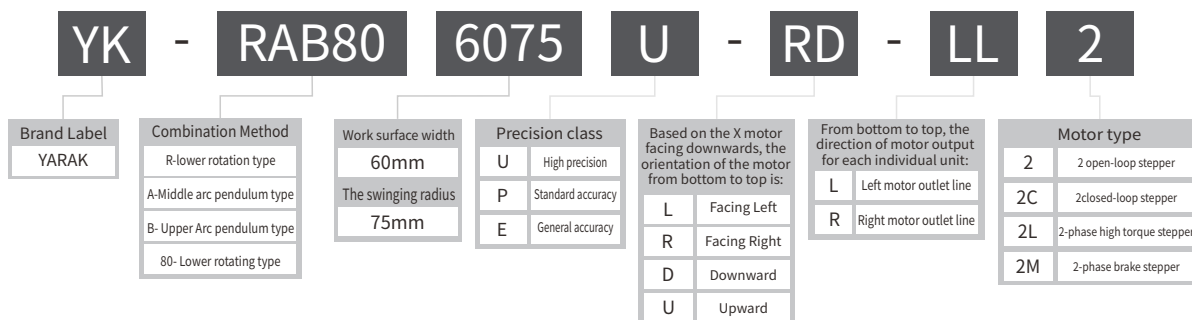 YK - RAB80 6075 U - RD - LL 2
Brand Label
YARAK
Combination Method
R-lower rotation type
A-Middle arc pendulum type
B- Upper Arc pendulum type
80- Lower rotating type
Work surface width
60mm
The swinging radius
75mm
Precision class
U High precision
P Standard accuracy
E General accuracy
Based on the X motor
facing downwards, the
orientation of the motor
from bottom to top is:
L Facing Left
R Facing Right
D Downward
U Upward
From bottom to top, the
direction of motor output
for each individual unit:
L Left motor outlet line
R Right motor outlet line
Motor type
2 2 open-loop stepper
2C 2closed-loop stepper
2L 2-phase high torque stepper
2M 2-phase brake stepper